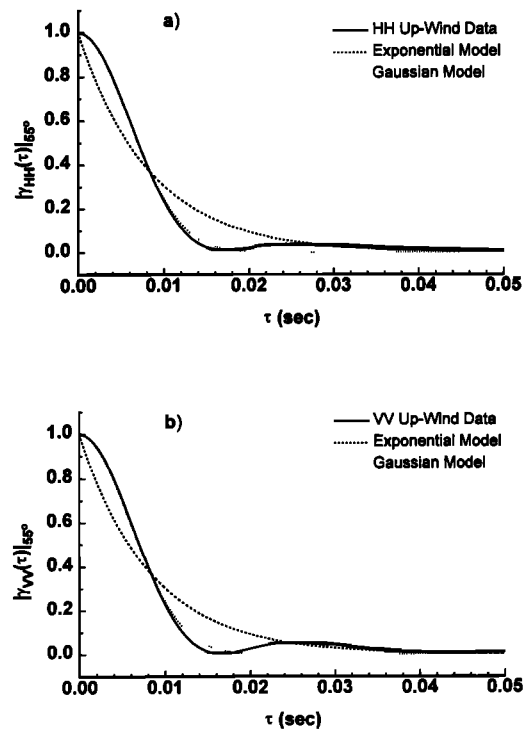 a)
HH Up-Wind Data
Exponential Model
Gaussian Model
|γHH(τ)|55°
1.0
0.8
0.6
0.4
0.2
0.0
0.00 0.01 0.02 0.03 0.04 0.05
τ (sec)
b)
VV Up-Wind Data
Exponential Model
Gaussian Model
|γVV(τ)|55°
1.0
0.8
0.6
0.4
0.2
0.0
0.00 0.01 0.02 0.03 0.04 0.05
τ (sec)